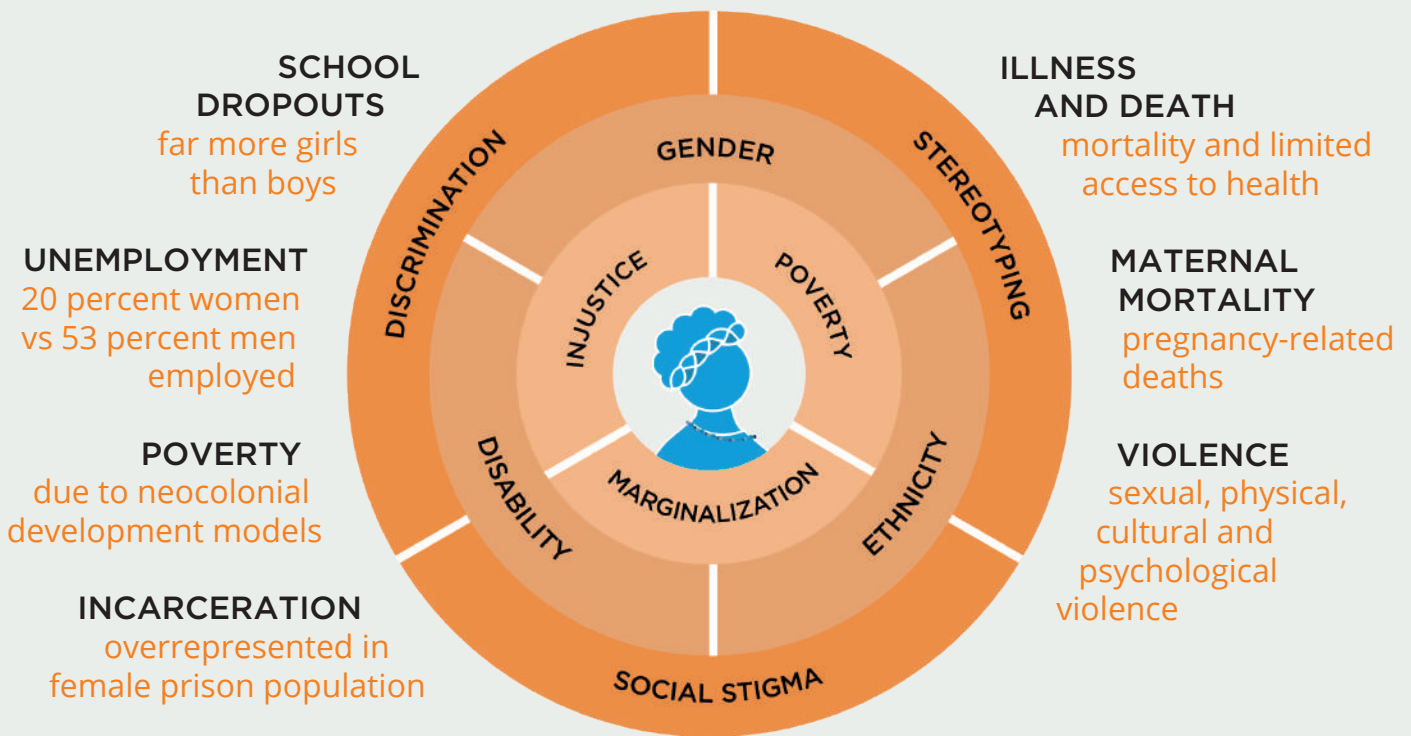 SCHOOL
DROPOUTS
far more girls
than boys
UNEMPLOYMENT
20 percent women
vs 53 percent men
employed
POVERTY
due to neocolonial
development models
INCARCERATION
overrepresented in
female prison population
DISCRIMINATION
STEREOTYPING
SOCIAL STIGMA
GENDER
DISABILITY
ETHNICITY
INJUSTICE
POVERTY
MARGINALIZATION
ILLNESS
AND DEATH
mortality and limited
access to health
MATERNAL
MORTALITY
pregnancy-related
deaths
VIOLENCE
sexual, physical,
cultural and
psychological
violence